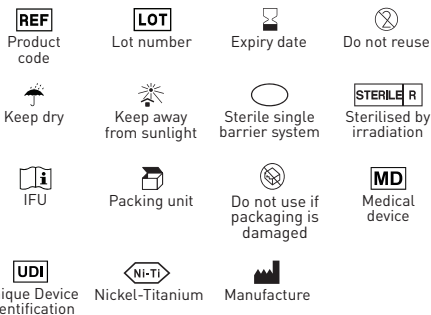 REF
LOT
Product
code
Lot number
Expiry date
Do not reuse
STERILE R
Keep dry
Keep away
from sunlight
Sterile single
barrier system
Sterilised by
irradiation
i
MD
IFU
Packing unit
Do not use if
packaging is
damaged
Medical
device
UDI
Ni-Ti
ique Device
entification
Nickel-Titanium
Manufacture